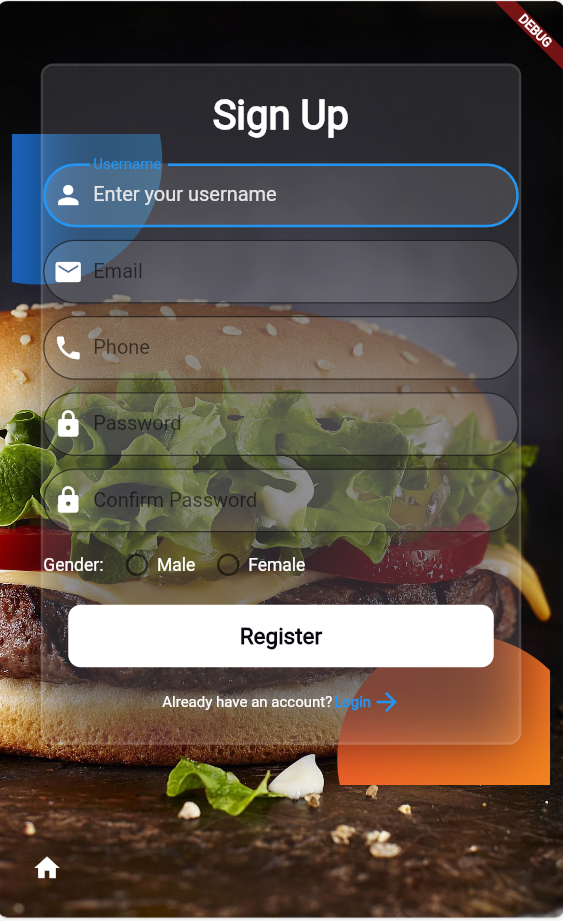 DEBUG
Sign Up
Username
Enter your username
Email
Phone
Password
Confirm Password
Gender: Male Female
Register
Already have an account? Login